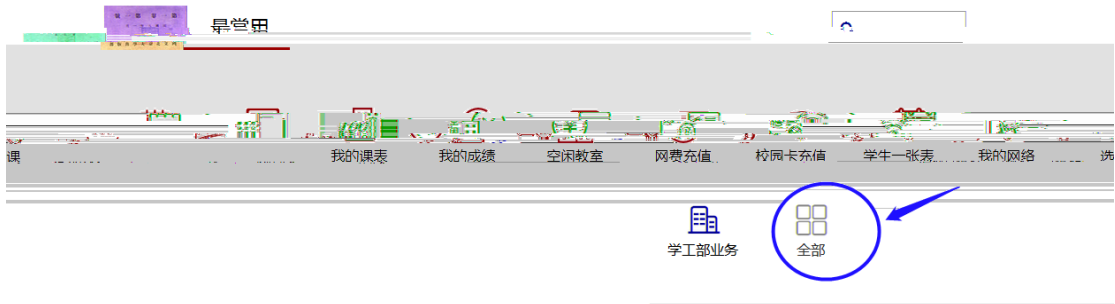 最常用
课 我的课表 我的成绩 空闲教室 网费充值 校园卡充值 学生一张表 我的网络 选
学工部业务 全部